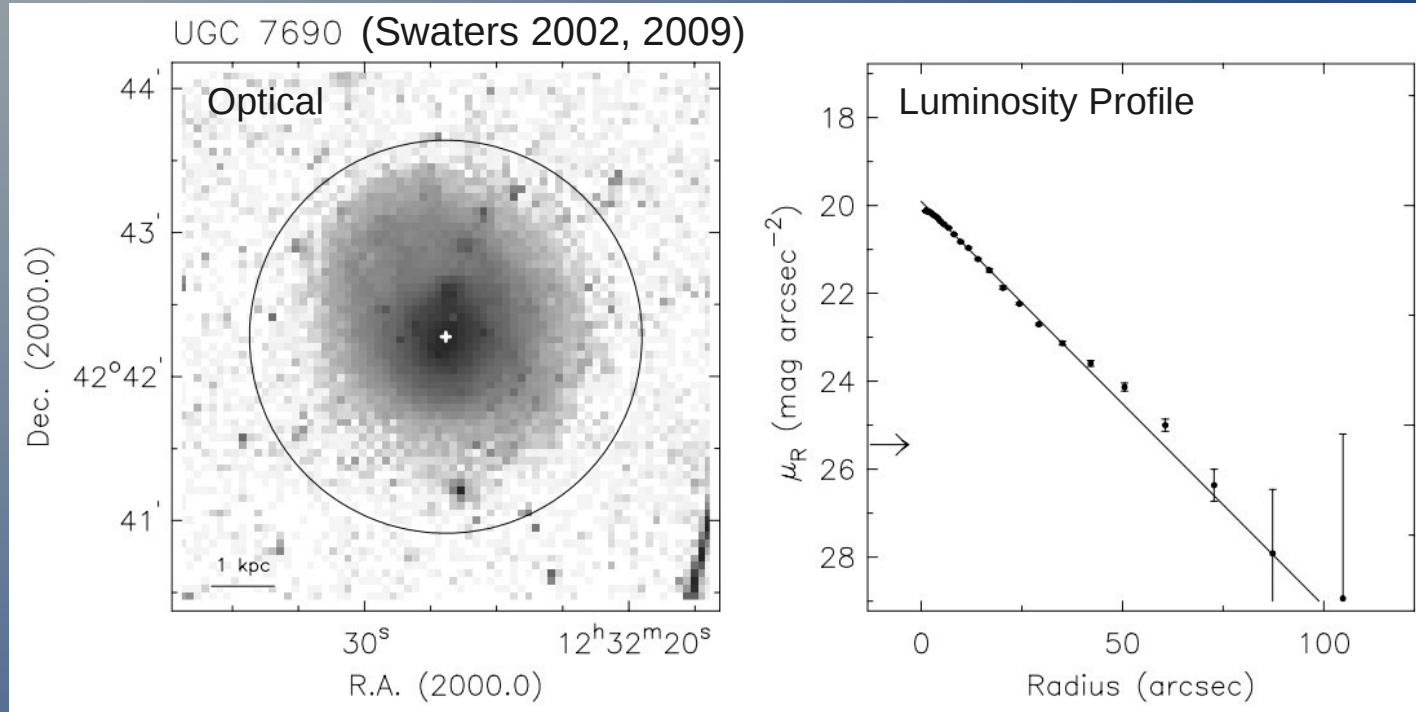 UGC 7690 (Swaters 2002, 2009)
Optical
44'
43'
42°42'
41'
Dec. (2000.0)
1 kpc
30ˢ
12ʰ32ᵐ20ˢ
R.A. (2000.0)
Luminosity Profile
18
20
22
24
26
28
μ_R (mag arcsec⁻²)
0
50
100
Radius (arcsec)